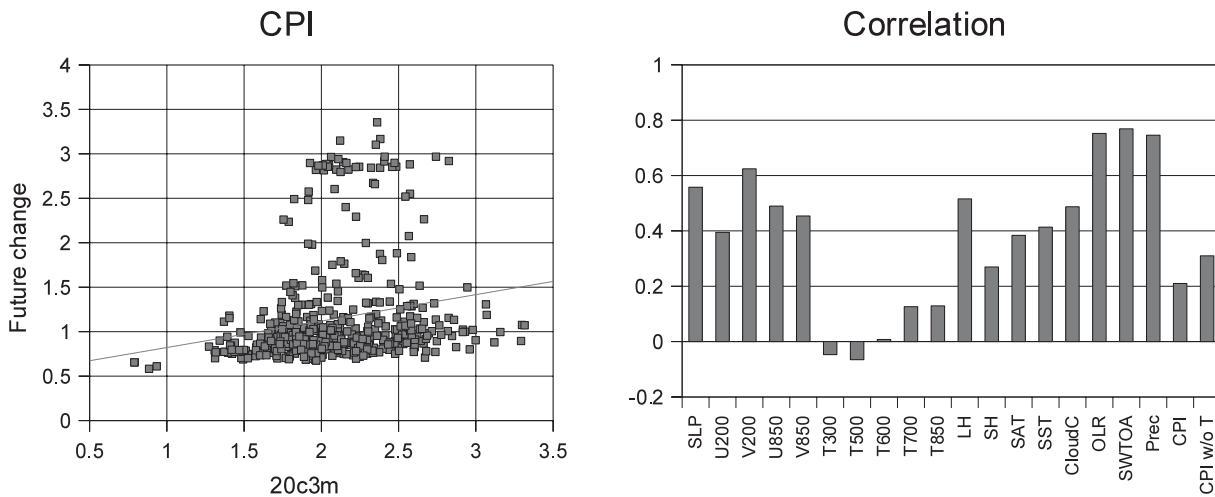 CPI
4
3.5
3
2.5
2
1.5
1
0.5
0
Future change
0.5 1 1.5 2 2.5 3 3.5
20c3m
Correlation
1
0.8
0.6
0.4
0.2
0
-0.2
SLP
U200
V200
U850
V850
T300
T500
T600
T700
T850
LH
SH
SAT
SST
CloudC
OLR
SWTOA
Prec
CPI
CPI w/o T